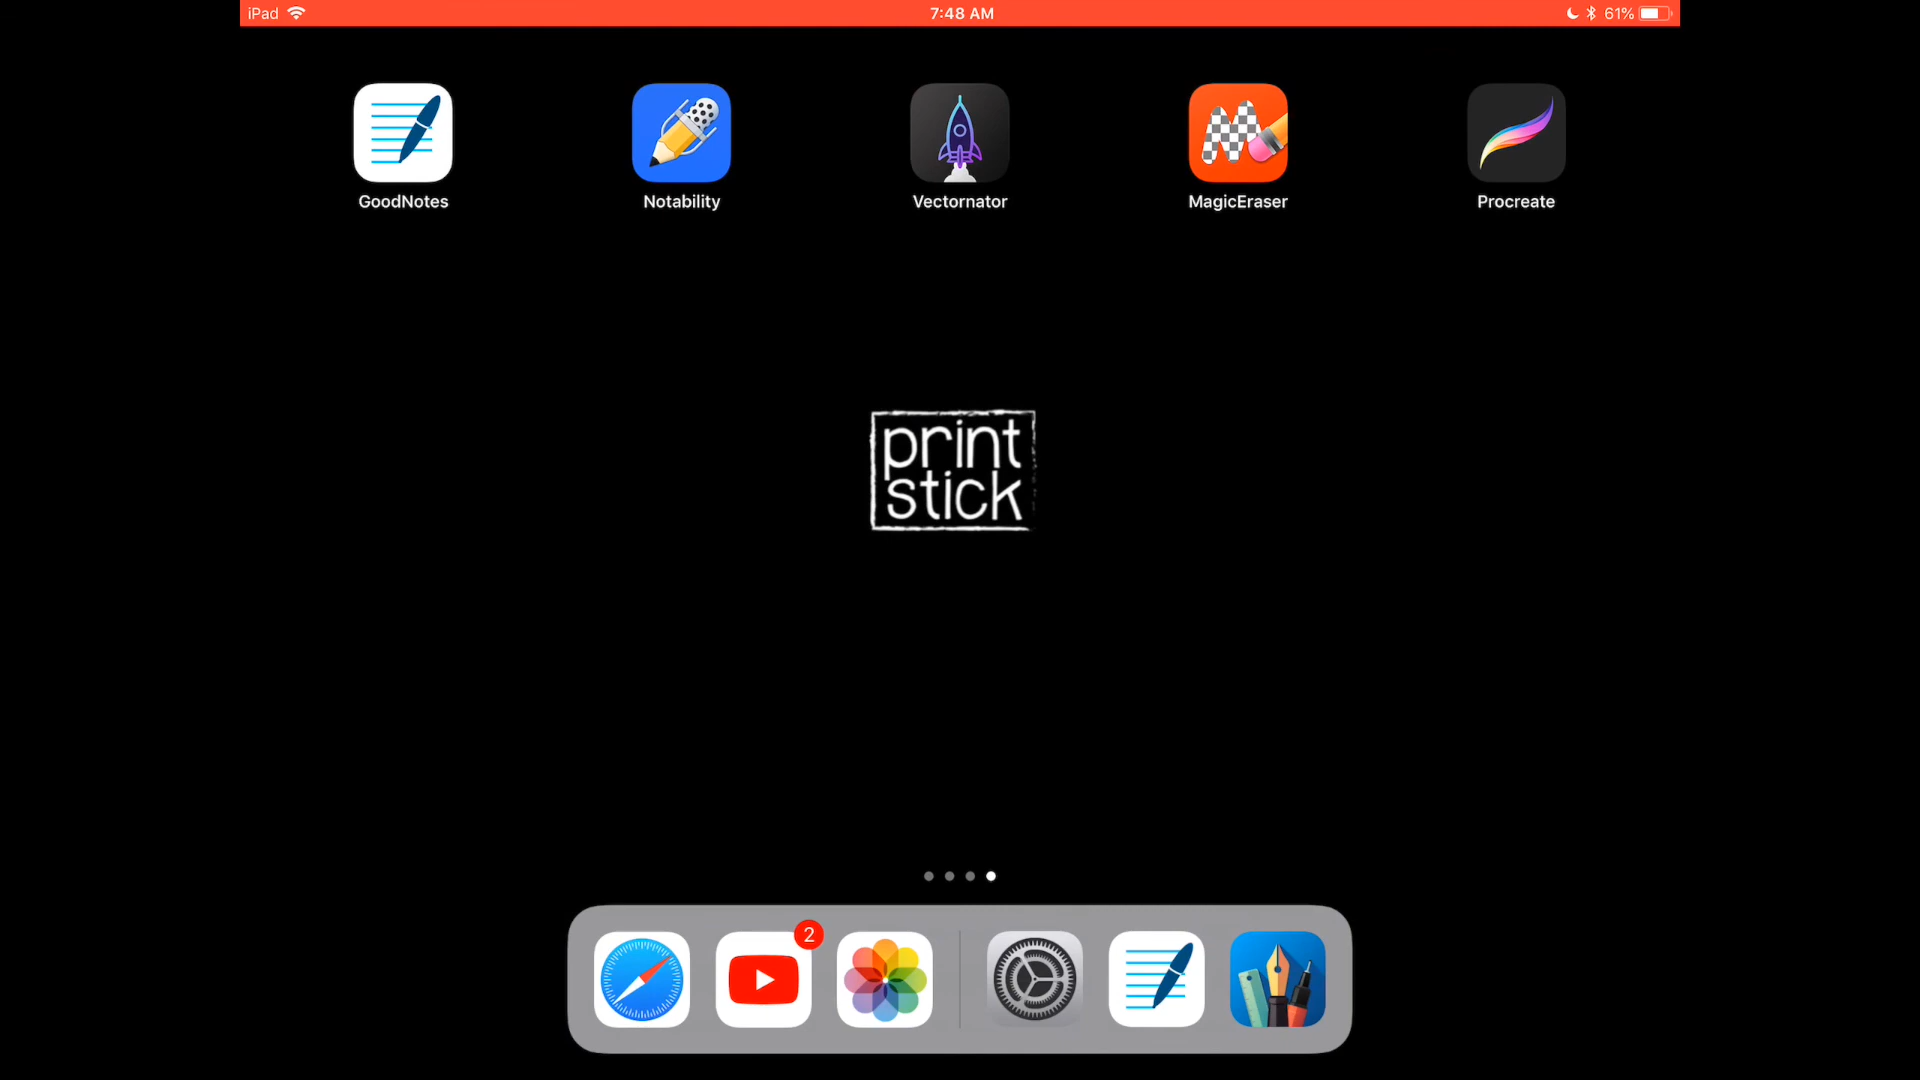 iPad
7:48 AM
61%
GoodNotes
Notability
Vectornator
MagicEraser
Procreate
print
stick
2